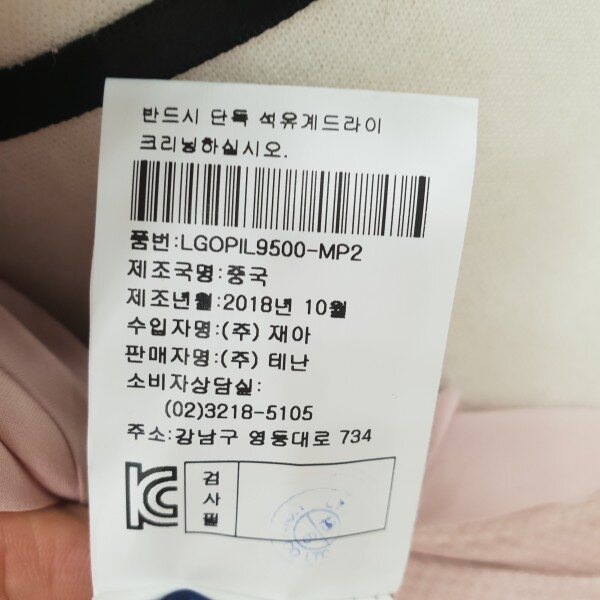 반드시 단독 석유계드라이
크리닝하십시오.
품번:LGOPIL9500-MP2
제조국명:중국
제조년월:2018년 10월
수입자명:(주) 재아
판매자명:(주) 테난
소비자상담실:
(02)3218-5105
주소:강남구 영동대로 734
KC
검
사
필